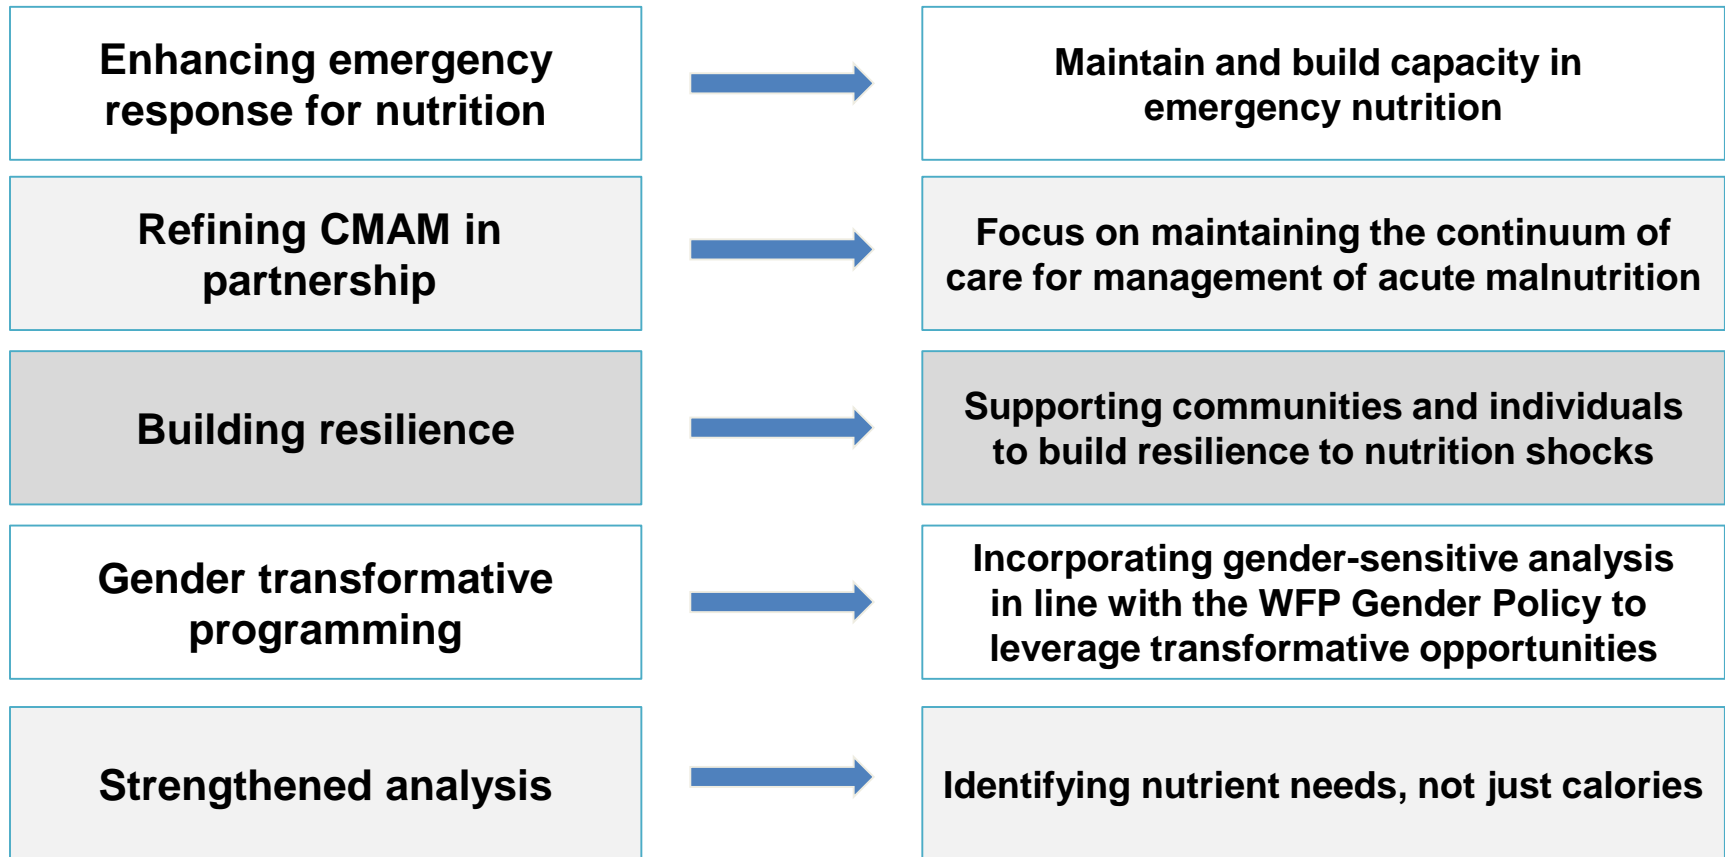 Enhancing emergency
response for nutrition
Maintain and build capacity in
emergency nutrition
Refining CMAM in
partnership
Focus on maintaining the continuum of
care for management of acute malnutrition
Building resilience
Supporting communities and individuals
to build resilience to nutrition shocks
Gender transformative
programming
Incorporating gender-sensitive analysis
in line with the WFP Gender Policy to
leverage transformative opportunities
Strengthened analysis
Identifying nutrient needs, not just calories